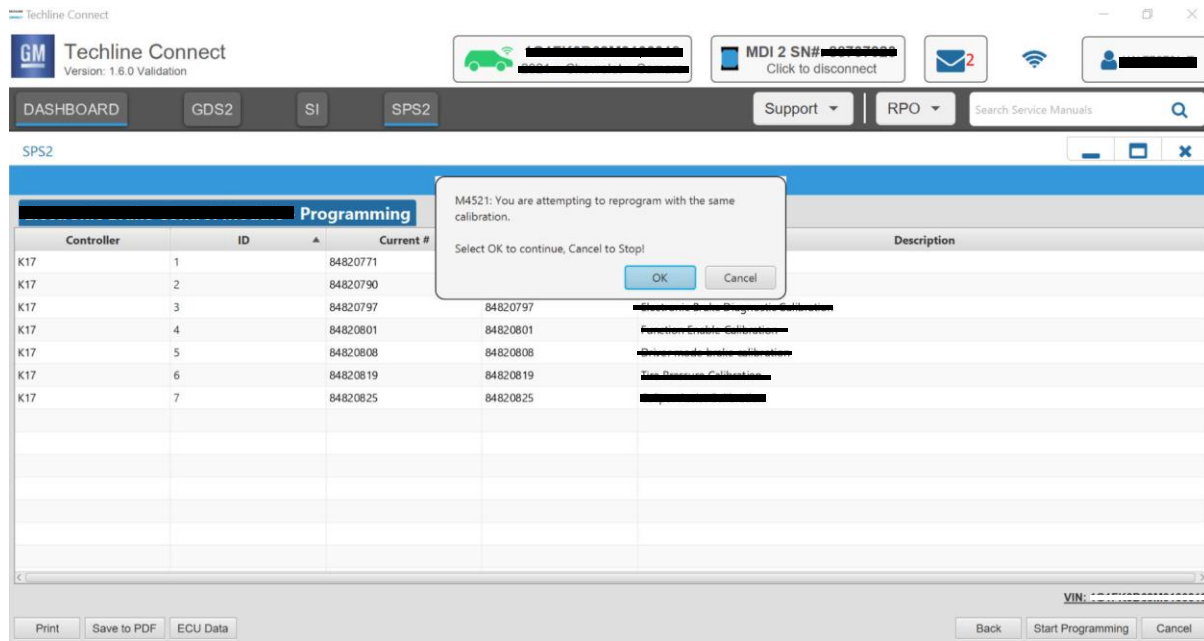 Techline Connect
GM
Techline Connect
Version: 1.6.0 Validation
MDI 2 SN#
Click to disconnect
2
DASHBOARD
GDS2
SI
SPS2
Support
RPO
Search Service Manuals
SPS2
M4521: You are attempting to reprogram with the same
calibration.
Select OK to continue, Cancel to Stop!
OK
Cancel
Programming
Controller ID Current # Description
K17 1 84820771
K17 2 84820790
K17 3 84820797 84820797
K17 4 84820801 84820801
K17 5 84820808 84820808
K17 6 84820819 84820819
K17 7 84820825 84820825
VIN:
Print
Save to PDF
ECU Data
Back
Start Programming
Cancel